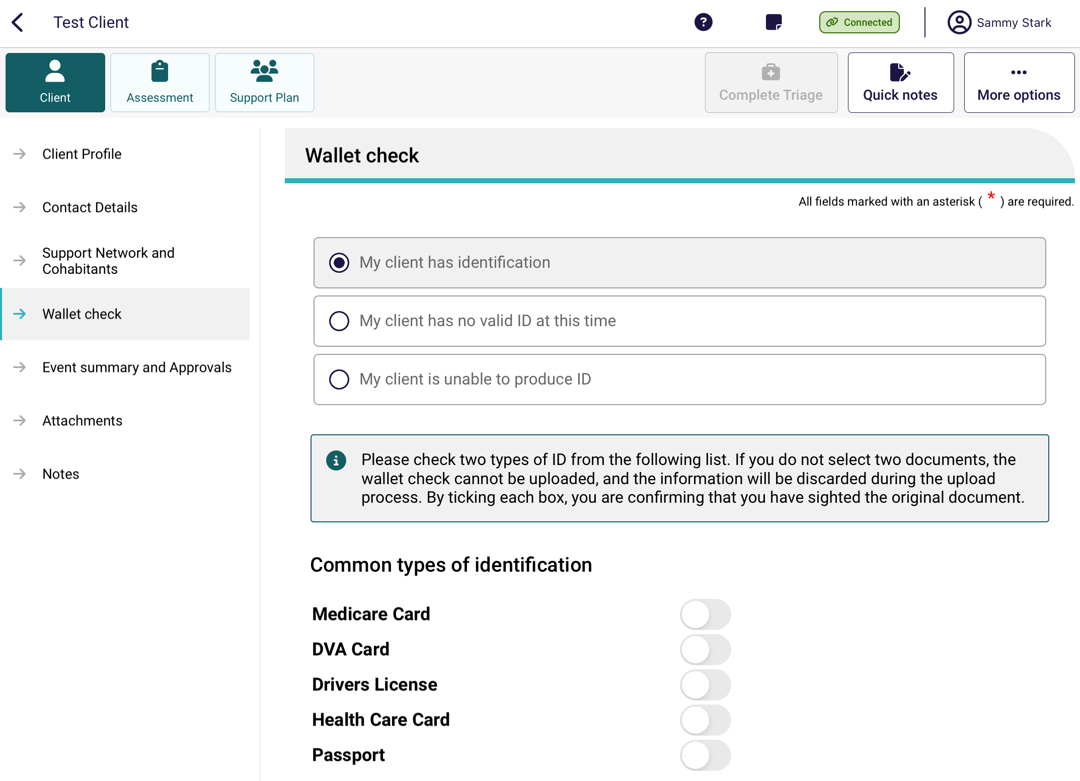 Test Client
?
Connected
Sammy Stark
Client
Assessment
Support Plan
Complete Triage
Quick notes
More options
Client Profile
Contact Details
Support Network and
Cohabitants
Wallet check
Event summary and Approvals
Attachments
Notes
Wallet check
All fields marked with an asterisk ( * ) are required.
My client has identification
My client has no valid ID at this time
My client is unable to produce ID
Please check two types of ID from the following list. If you do not select two documents, the
wallet check cannot be uploaded, and the information will be discarded during the upload
process. By ticking each box, you are confirming that you have sighted the original document.
Common types of identification
Medicare Card
DVA Card
Drivers License
Health Care Card
Passport